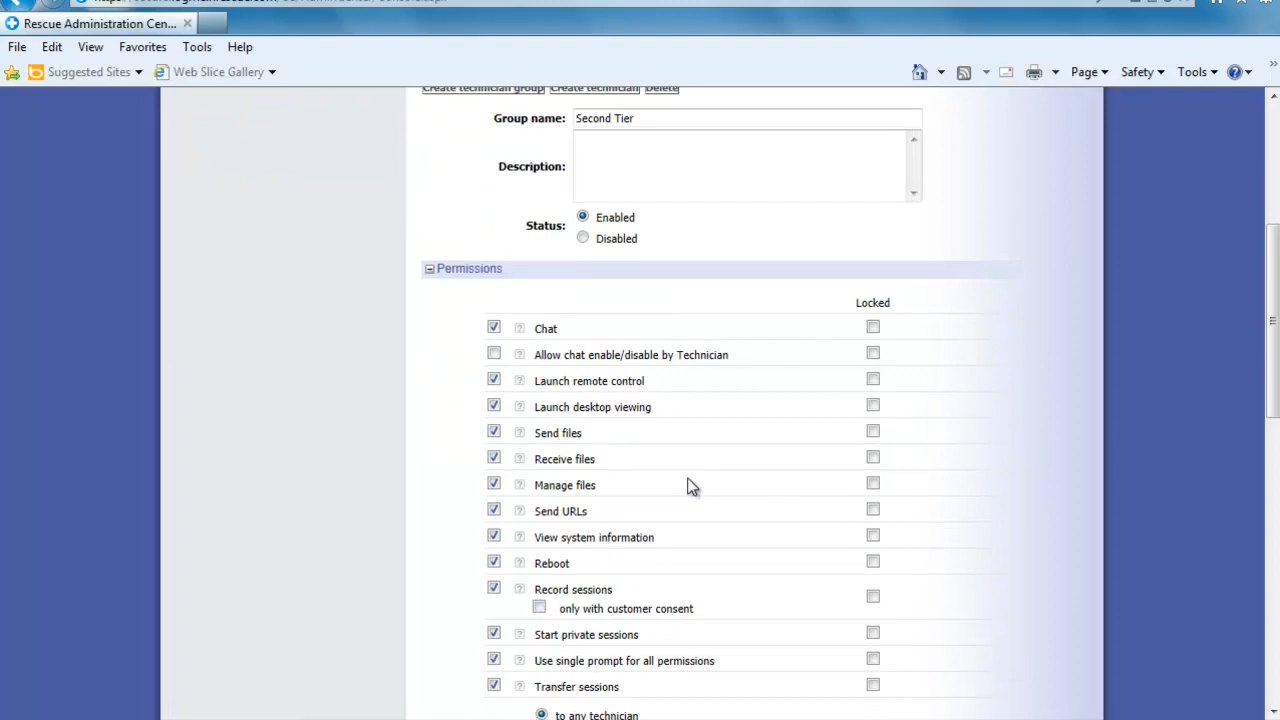 Rescue Administration Cen...
File Edit View Favorites Tools Help
Suggested Sites Web Slice Gallery Page Safety Tools
Create technician group Create technician Delete
Group name: Second Tier
Description:
Status: Enabled
Disabled
Permissions
Locked
Chat
Allow chat enable/disable by Technician
Launch remote control
Launch desktop viewing
Send files
Receive files
Manage files
Send URLs
View system information
Reboot
Record sessions
only with customer consent
Start private sessions
Use single prompt for all permissions
Transfer sessions
to any technician